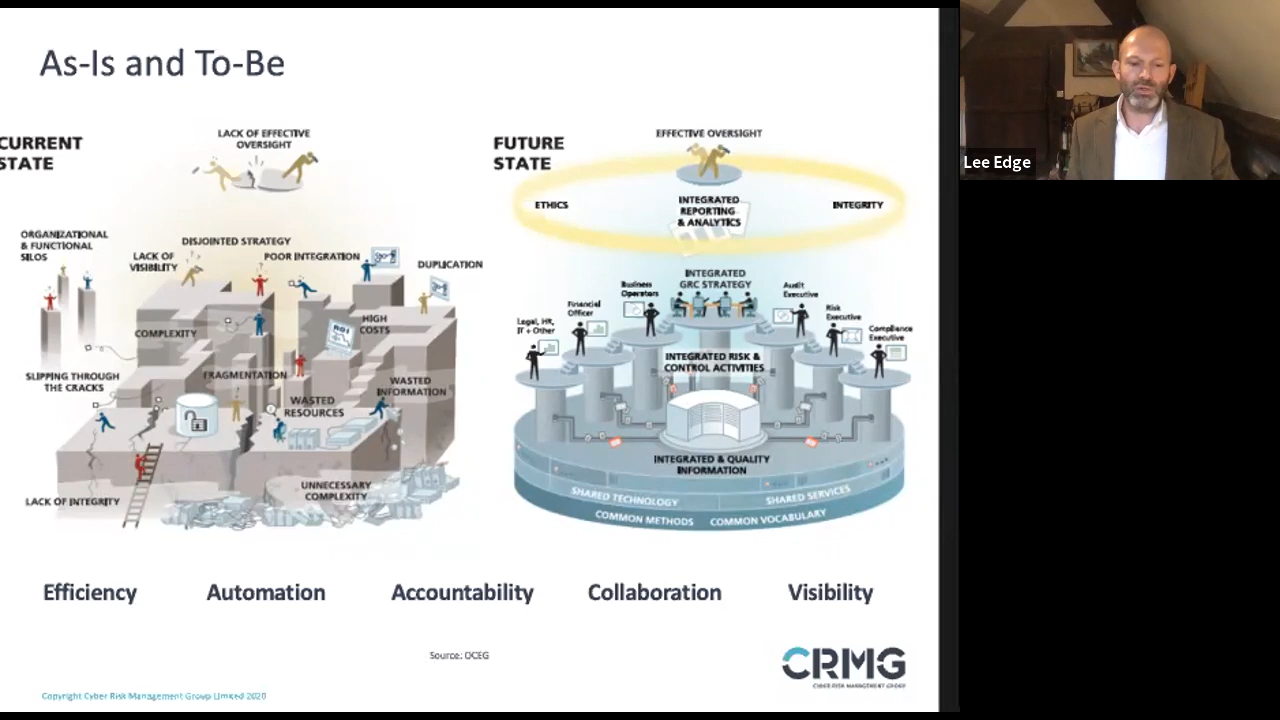 As-Is and To-Be
CURRENT
STATE
LACK OF EFFECTIVE
OVERSIGHT
ORGANIZATIONAL
& FUNCTIONAL
SILOS
DISJOINTED STRATEGY
LACK OF
VISIBILITY
POOR INTEGRATION
DUPLICATION
COMPLEXITY
ROI
HIGH
COSTS
SLIPPING THROUGH
THE CRACKS
FRAGMENTATION
WASTED
INFORMATION
WASTED
RESOURCES
LACK OF INTEGRITY
UNNECESSARY
COMPLEXITY
FUTURE
STATE
EFFECTIVE OVERSIGHT
ETHICS
INTEGRATED
REPORTING
& ANALYTICS
INTEGRITY
INTEGRATED
GRC STRATEGY
Business
Operators
Audit
Executive
Financial
Officer
Risk
Executive
Legal, HR,
IT + Other
Compliance
Executive
INTEGRATED RISK &
CONTROL ACTIVITIES
INTEGRATED & QUALITY
INFORMATION
SHARED TECHNOLOGY
SHARED SERVICES
COMMON METHODS
COMMON VOCABULARY
Efficiency
Automation
Accountability
Collaboration
Visibility
Source: OCEG
CRMG
CYBER RISK MANAGEMENT GROUP
Copyright Cyber Risk Management Group Limited 2020
Lee Edge